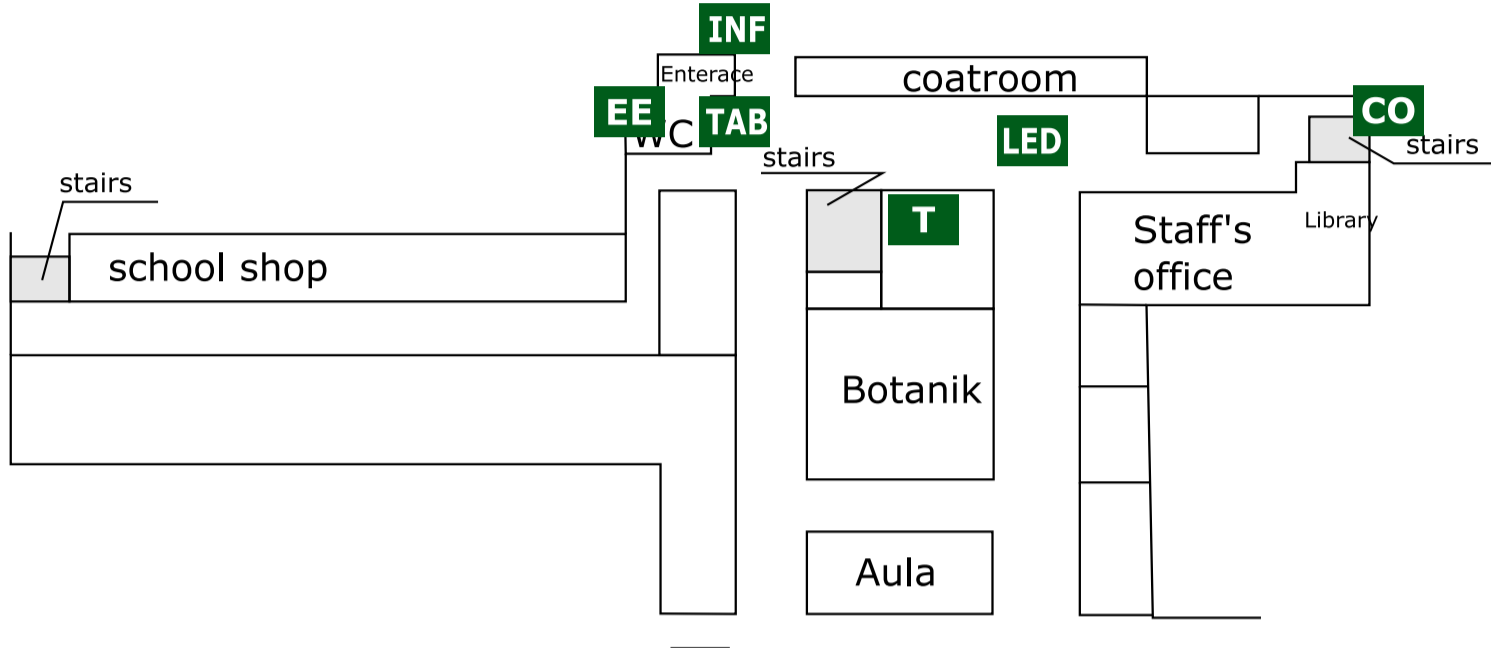 INF
Enterace
coatroom
EE
TAB
CO
WC
LED
stairs
stairs
stairs
T
Library
Staff's
office
school shop
Botanik
Aula